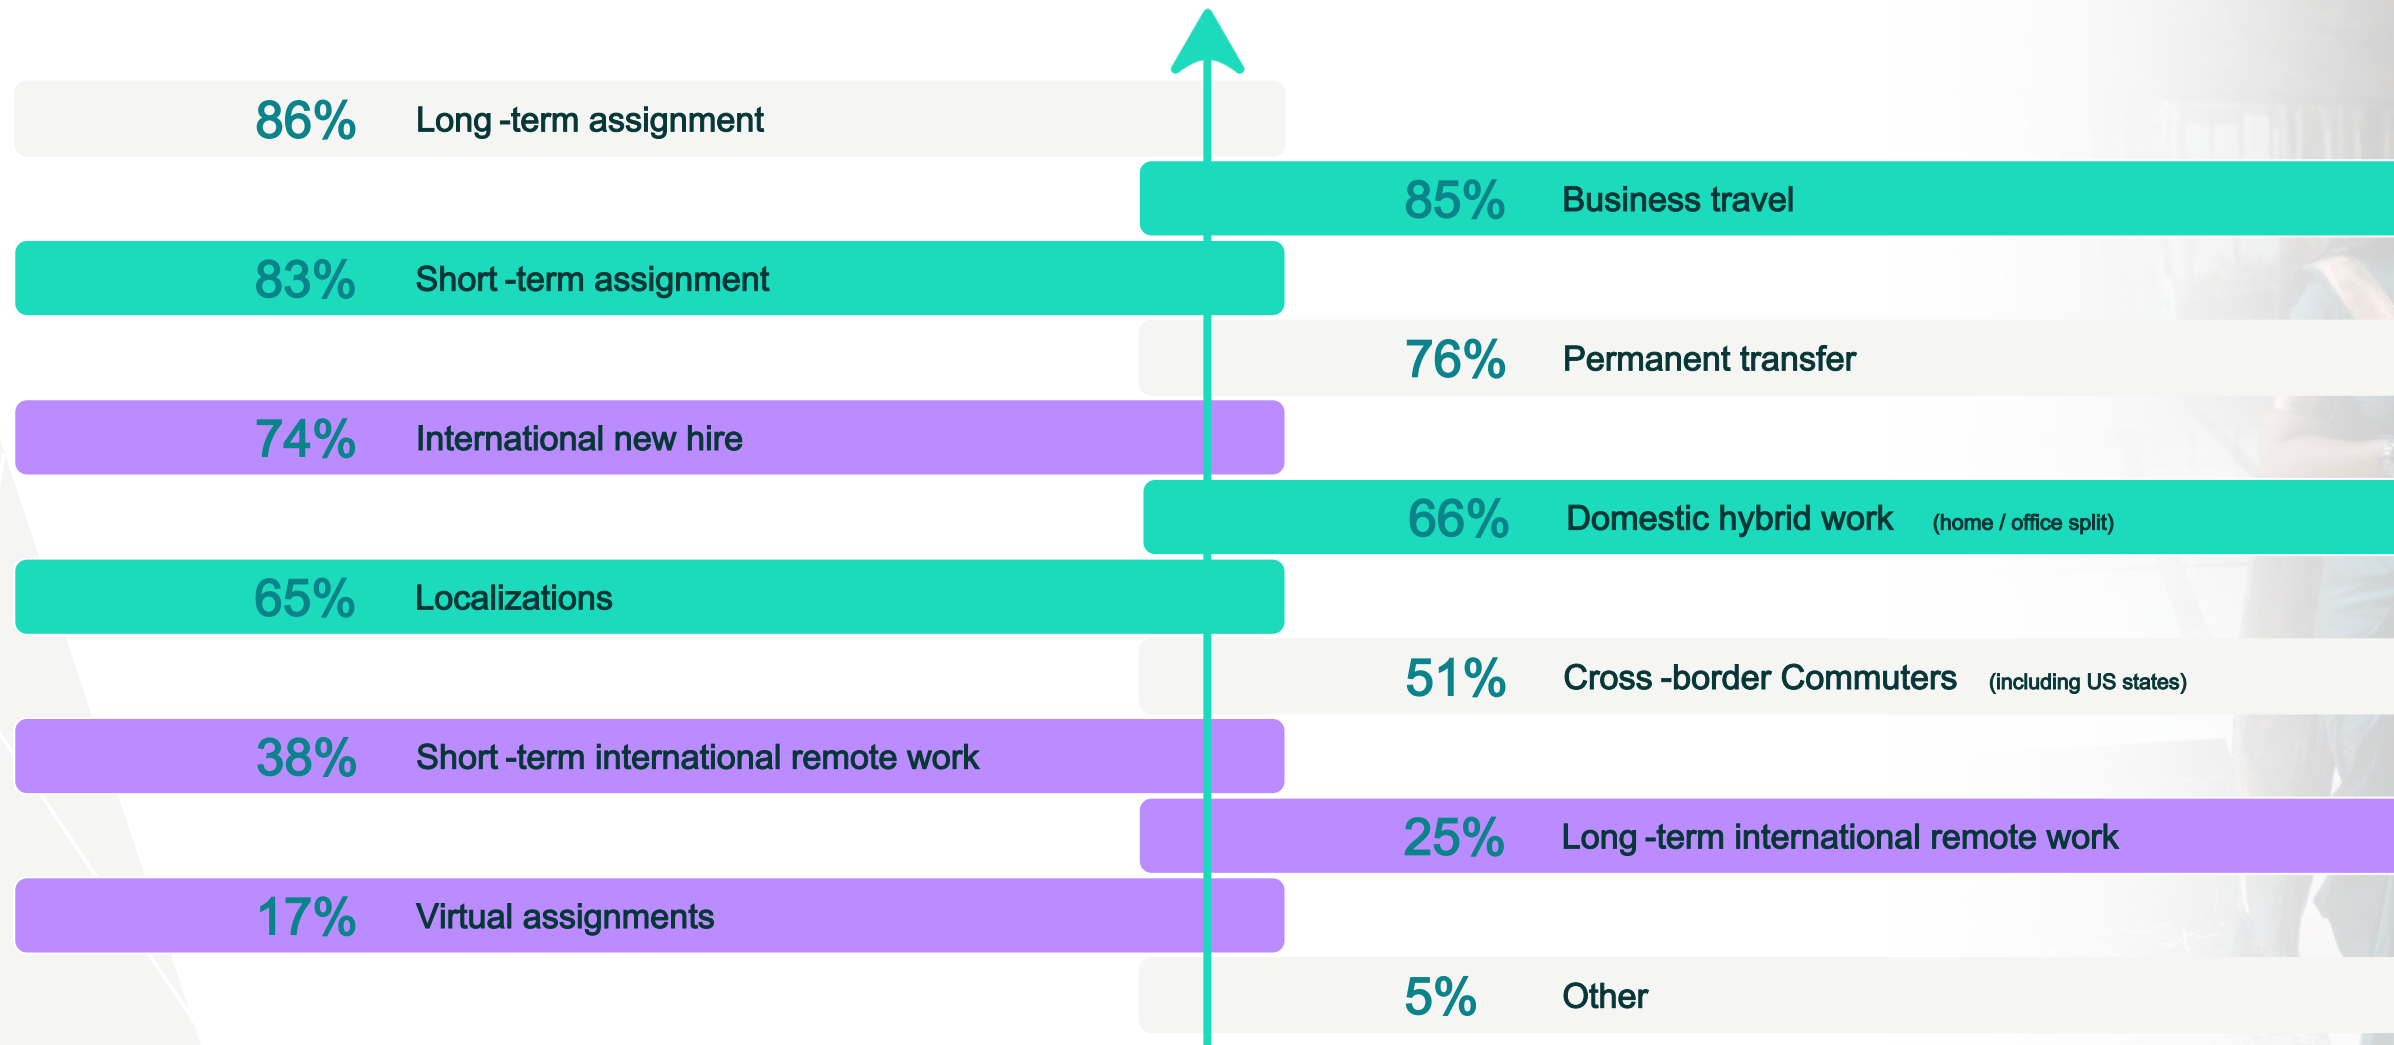 86% Long -term assignment
85% Business travel
83% Short -term assignment
76% Permanent transfer
74% International new hire
66% Domestic hybrid work (home / office split)
65% Localizations
51% Cross -border Commuters (including US states)
38% Short -term international remote work
25% Long -term international remote work
17% Virtual assignments
5% Other